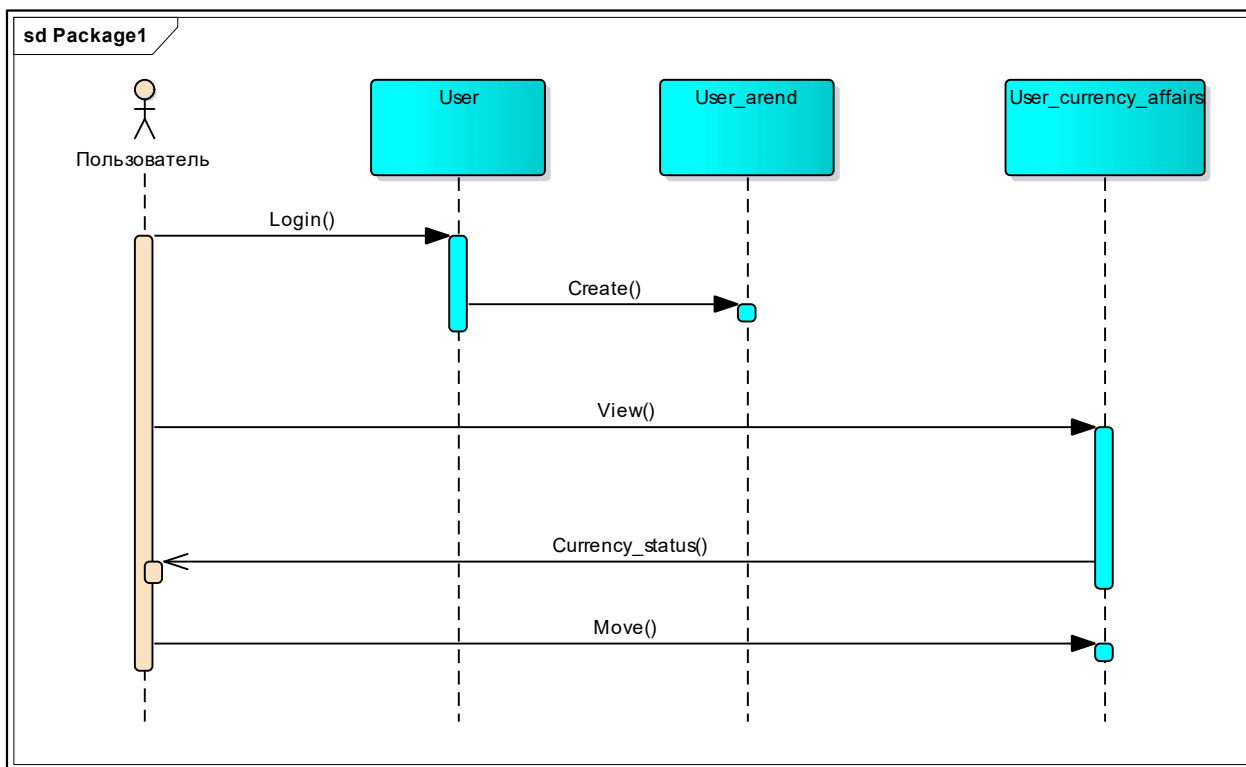 sd Package1
User
User_arend
User_currency_affairs
Пользователь
Login()
Create()
View()
Currency_status()
Move()